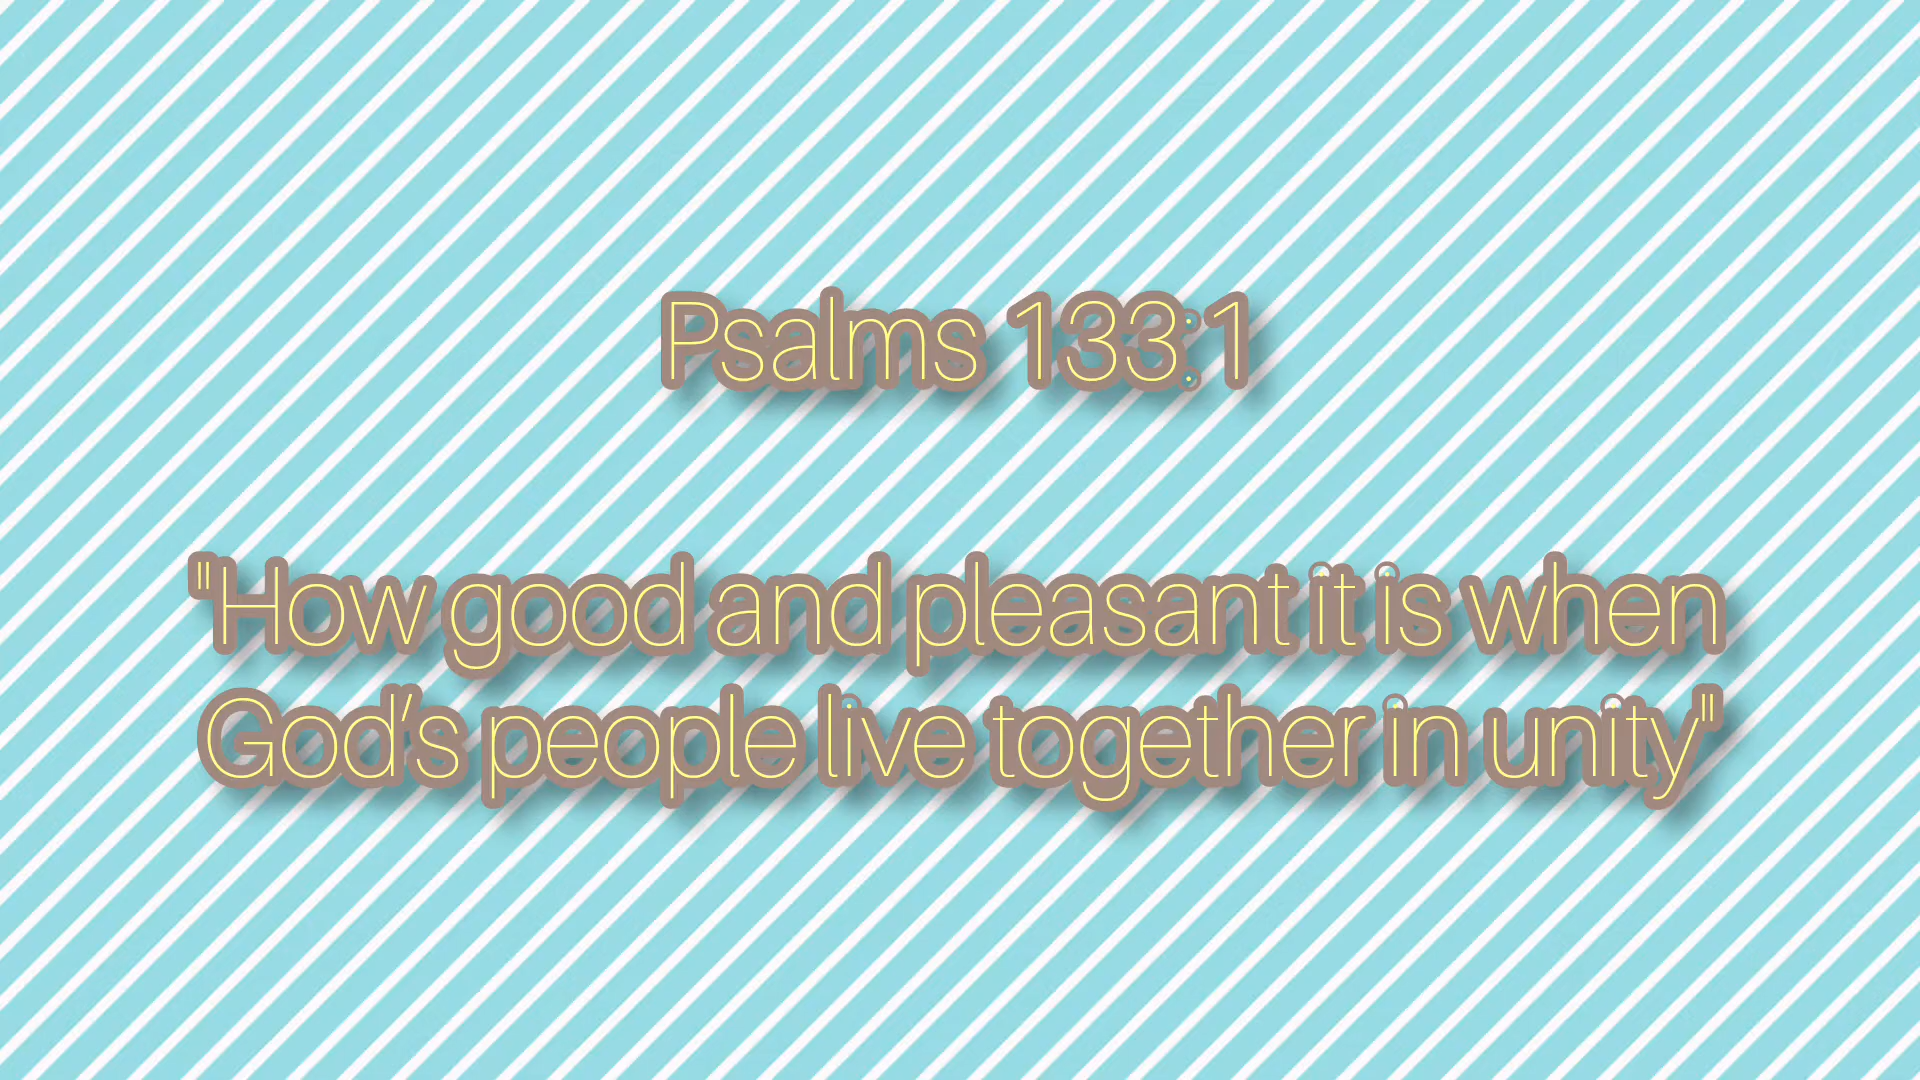 Psalms 133:1
"How good and pleasant it is when
God's people live together in unity"